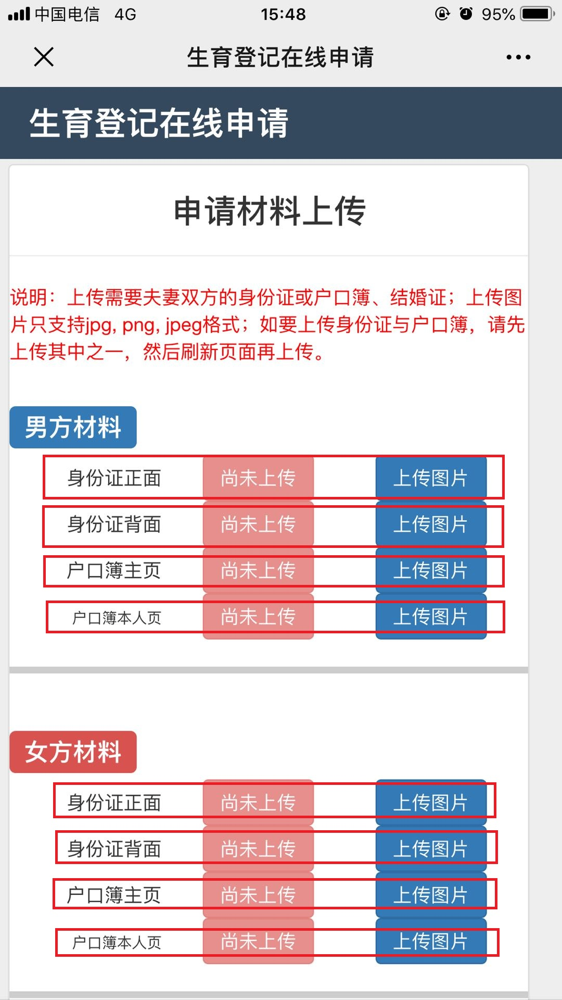 中国电信 4G 15:48 95%
生育登记在线申请
生育登记在线申请
申请材料上传
说明：上传需要夫妻双方的身份证或户口簿、结婚证；上传图
片只支持jpg, png, jpeg格式；如要上传身份证与户口簿，请先
上传其中之一，然后刷新页面再上传。
男方材料
身份证正面 尚未上传 上传图片
身份证背面 尚未上传 上传图片
户口簿主页 尚未上传 上传图片
户口簿本人页 尚未上传 上传图片
女方材料
身份证正面 尚未上传 上传图片
身份证背面 尚未上传 上传图片
户口簿主页 尚未上传 上传图片
户口簿本人页 尚未上传 上传图片